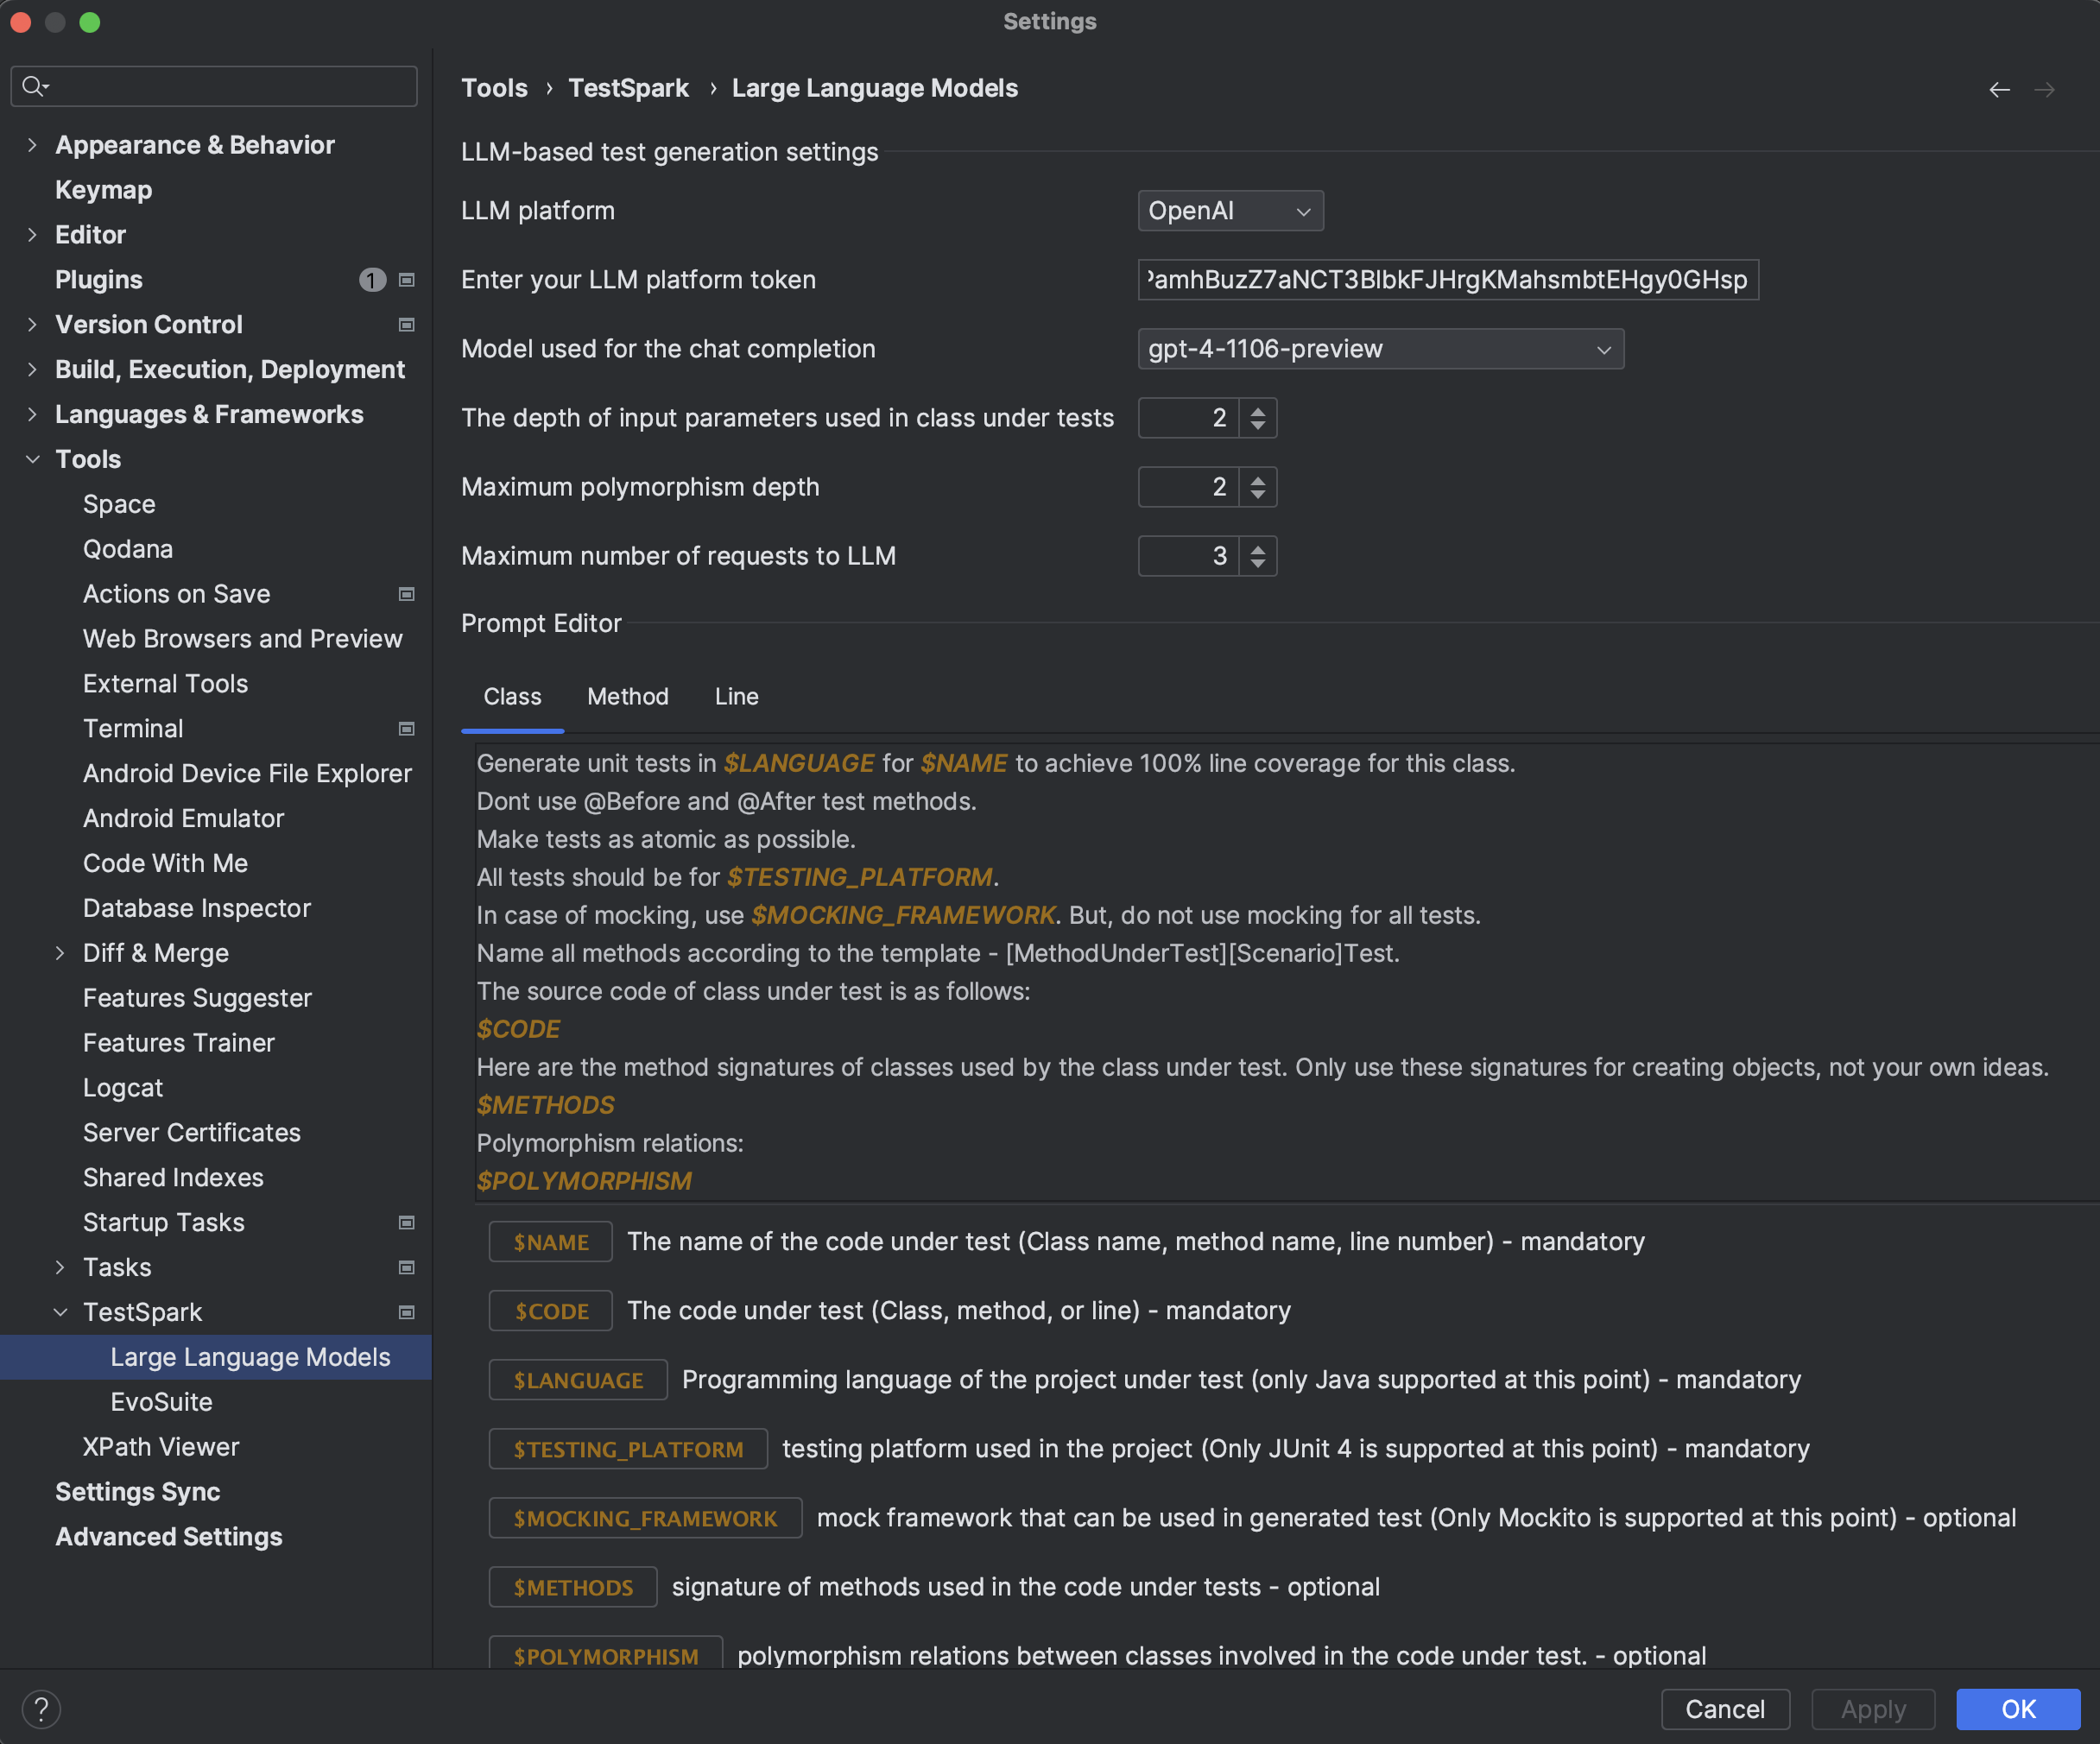 Settings
Appearance & Behavior
Keymap
Editor
Plugins 1
Version Control
Build, Execution, Deployment
Languages & Frameworks
Tools
Space
Qodana
Actions on Save
Web Browsers and Preview
External Tools
Terminal
Android Device File Explorer
Android Emulator
Code With Me
Database Inspector
Diff & Merge
Features Suggester
Features Trainer
Logcat
Server Certificates
Shared Indexes
Startup Tasks
Tasks
TestSpark
Large Language Models
EvoSuite
XPath Viewer
Settings Sync
Advanced Settings
Tools › TestSpark › Large Language Models
LLM-based test generation settings
LLM platform OpenAI
Enter your LLM platform token
Model used for the chat completion gpt-4-1106-preview
The depth of input parameters used in class under tests 2
Maximum polymorphism depth 2
Maximum number of requests to LLM 3
Prompt Editor
Class Method Line
Generate unit tests in $LANGUAGE for $NAME to achieve 100% line coverage for this class.
Dont use @Before and @After test methods.
Make tests as atomic as possible.
All tests should be for $TESTING_PLATFORM.
In case of mocking, use $MOCKING_FRAMEWORK. But, do not use mocking for all tests.
Name all methods according to the template - [MethodUnderTest][Scenario]Test.
The source code of class under test is as follows:
$CODE
Here are the method signatures of classes used by the class under test. Only use these signatures for creating objects, not your own ideas.
$METHODS
Polymorphism relations:
$POLYMORPHISM
$NAME The name of the code under test (Class name, method name, line number) - mandatory
$CODE The code under test (Class, method, or line) - mandatory
$LANGUAGE Programming language of the project under test (only Java supported at this point) - mandatory
$TESTING_PLATFORM testing platform used in the project (Only JUnit 4 is supported at this point) - mandatory
$MOCKING_FRAMEWORK mock framework that can be used in generated test (Only Mockito is supported at this point) - optional
$METHODS signature of methods used in the code under tests - optional
$POLYMORPHISM polymorphism relations between classes involved in the code under test. - optional
? Cancel Apply OK